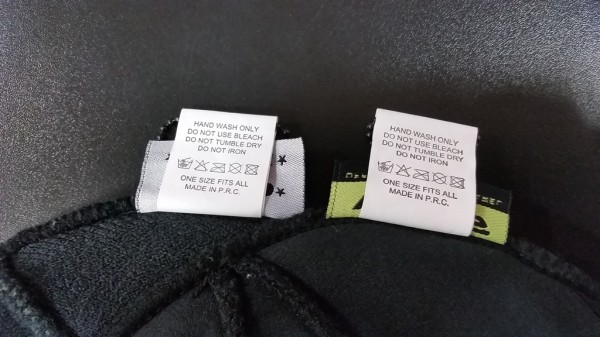 HAND WASH ONLY
DO NOT USE BLEACH
DO NOT TUMBLE DRY
DO NOT IRON
ONE SIZE FITS ALL
MADE IN P.R.C.
HAND WASH ONLY
DO NOT USE BLEACH
DO NOT TUMBLE DRY
DO NOT IRON
ONE SIZE FITS ALL
MADE IN P.R.C.